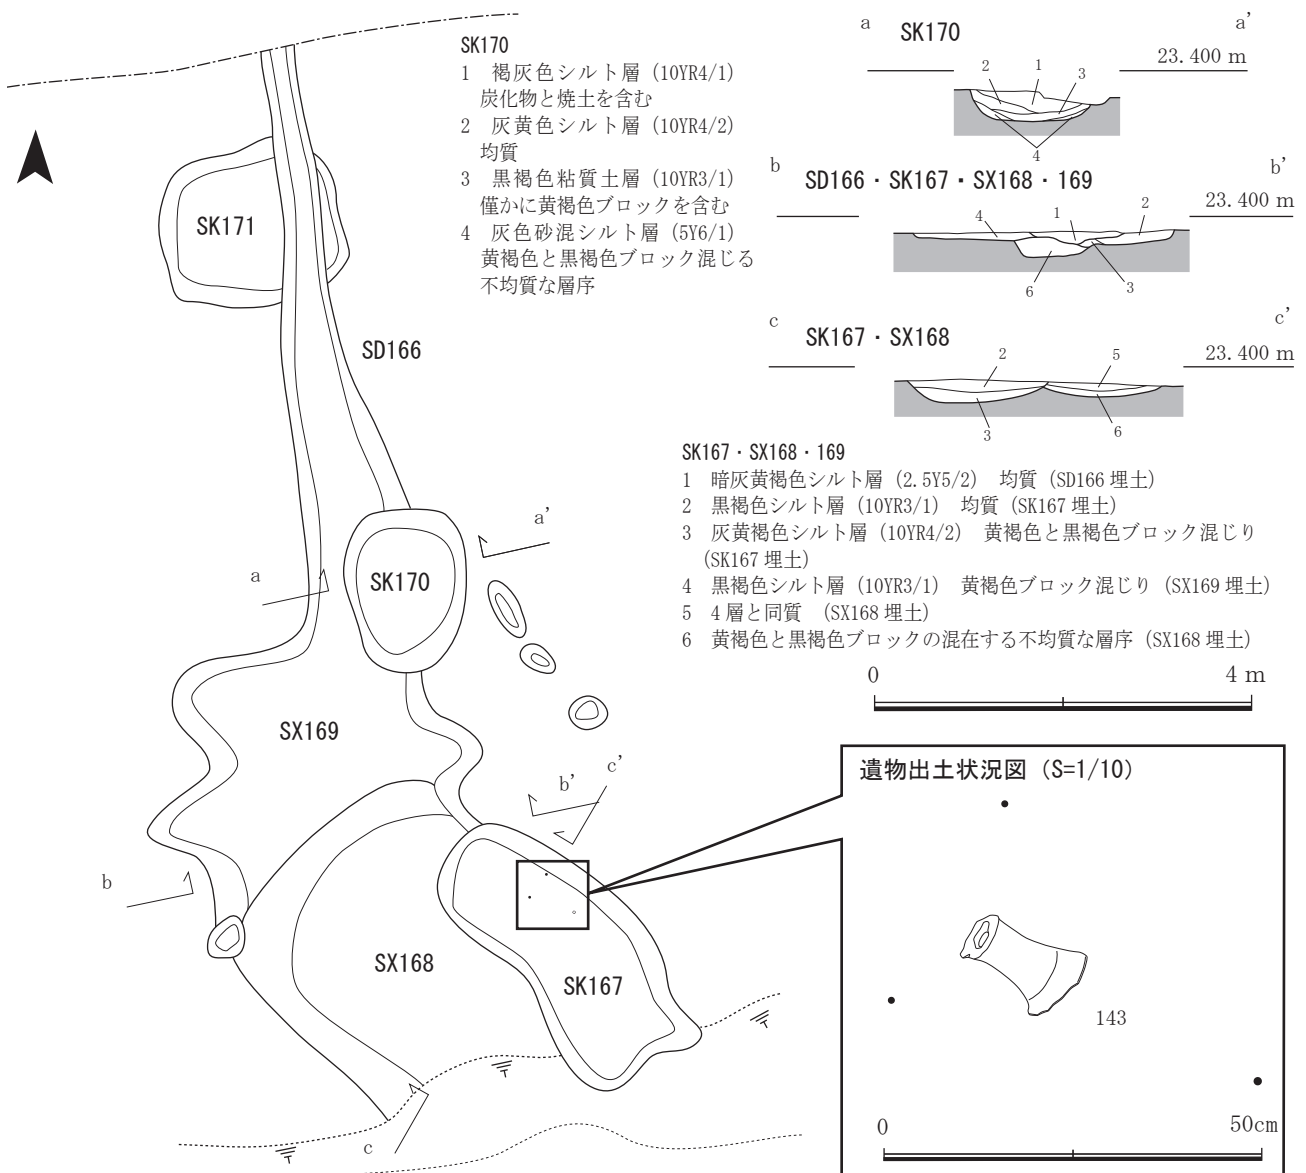 SK170
1　褐灰色シルト層（10YR4/1）
炭化物と焼土を含む
2　灰黄色シルト層（10YR4/2）
均質
3　黒褐色粘質土層（10YR3/1）
僅かに黄褐色ブロックを含む
4　灰色砂混シルト層（5Y6/1）
黄褐色と黒褐色ブロック混じる
不均質な層序
a
SK170
a’
23.400 m
2
1
3
4
b
SD166・SK167・SX168・169
b’
23.400 m
4
1
2
6
3
c
SK167・SX168
c’
23.400 m
2
5
3
6
SK167・SX168・169
1　暗灰黄褐色シルト層（2.5Y5/2）　均質（SD166 埋土）
2　黒褐色シルト層（10YR3/1）　均質（SK167 埋土）
3　灰黄褐色シルト層（10YR4/2）　黄褐色と黒褐色ブロック混じり
（SK167 埋土）
4　黒褐色シルト層（10YR3/1）　黄褐色ブロック混じり（SX169 埋土）
5　4 層と同質　（SX168 埋土）
6　黄褐色と黒褐色ブロックの混在する不均質な層序（SX168 埋土）
0
4 m
SK171
SD166
a’
a
SK170
SX169
b’
c’
b
SX168
SK167
c
遺物出土状況図（S=1/10）
143
0
50cm